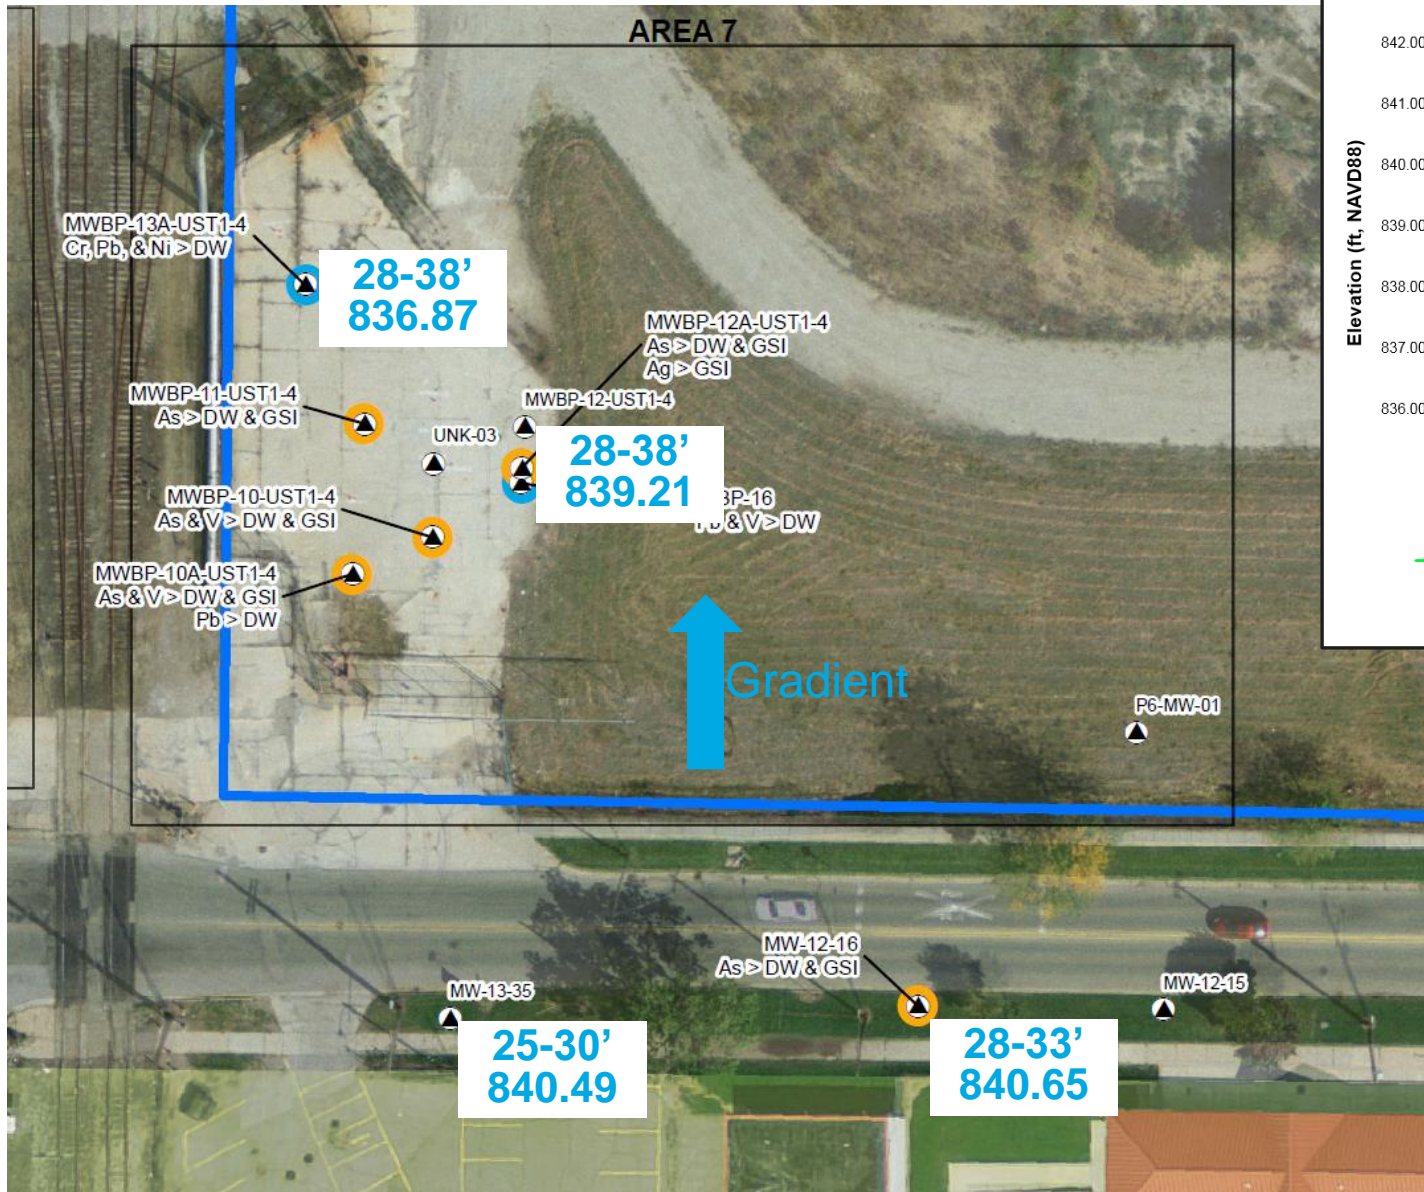 AREA 7
842.00
841.00
840.00
839.00
838.00
837.00
836.00
Elevation (ft, NAVD88)
MWBP-13A-UST1-4
Cr, Pb, & Ni > DW
28-38’
836.87
MWBP-12A-UST1-4
As > DW & GSI
Ag > GSI
MWBP-11-UST1-4
As > DW & GSI
MWBP-12-UST1-4
UNK-03
28-38’
839.21
BP-16
Pb & V > DW
MWBP-10-UST1-4
As & V > DW & GSI
MWBP-10A-UST1-4
As & V > DW & GSI
Pb > DW
Gradient
P6-MW-01
MW-12-16
As > DW & GSI
MW-13-35
MW-12-15
25-30’
840.49
28-33’
840.65